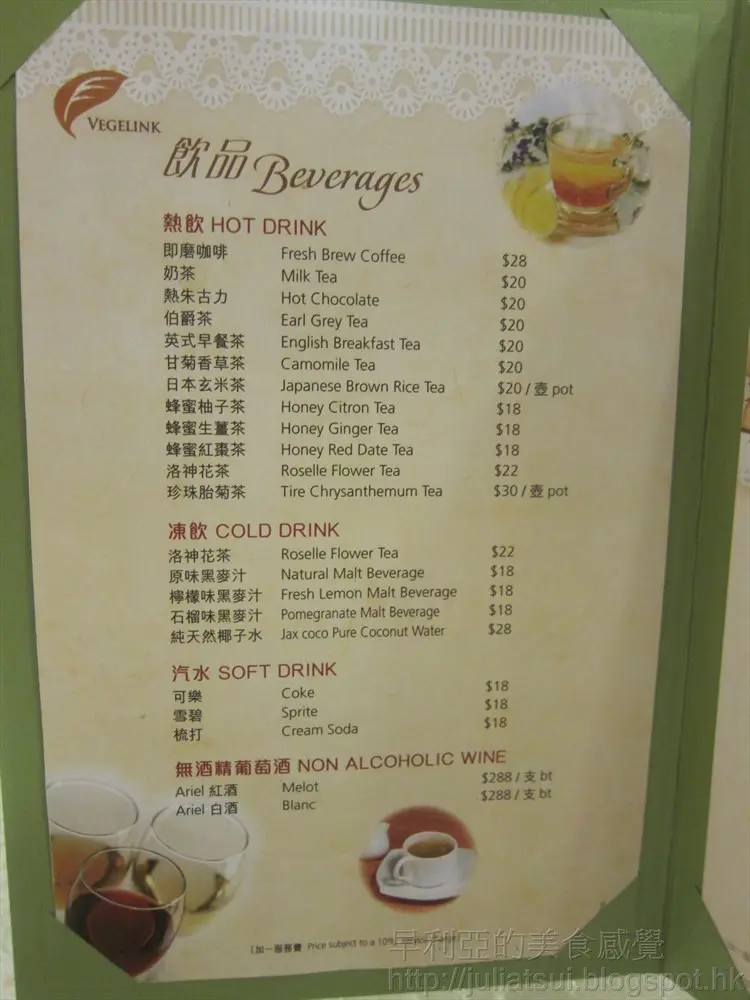 VEGELINK
飲品 Beverages
熱飲 HOT DRINK
即磨咖啡 Fresh Brew Coffee $28
奶茶 Milk Tea $20
熱朱古力 Hot Chocolate $20
伯爵茶 Earl Grey Tea $20
英式早餐茶 English Breakfast Tea $20
甘菊香草茶 Camomile Tea $20
日本玄米茶 Japanese Brown Rice Tea $20 / 壺 pot
蜂蜜柚子茶 Honey Citron Tea $18
蜂蜜生薑茶 Honey Ginger Tea $18
蜂蜜紅棗茶 Honey Red Date Tea $18
洛神花茶 Roselle Flower Tea $22
珍珠胎菊茶 Tire Chrysanthemum Tea $30 / 壺 pot
凍飲 COLD DRINK
洛神花茶 Roselle Flower Tea $22
原味黑麥汁 Natural Malt Beverage $18
檸檬味黑麥汁 Fresh Lemon Malt Beverage $18
石榴味黑麥汁 Pomegranate Malt Beverage $18
純天然椰子水 Jax coco Pure Coconut Water $28
汽水 SOFT DRINK
可樂 Coke $18
雪碧 Sprite $18
梳打 Cream Soda $18
無酒精葡萄酒 NON ALCOHOLIC WINE
Ariel 紅酒 Melot $288 / 支 bt
Ariel 白酒 Blanc $288 / 支 bt
(加一服務費 Price subject to a 10%
早利亞的美食感覺
http://juliatsui.blogspot.hk